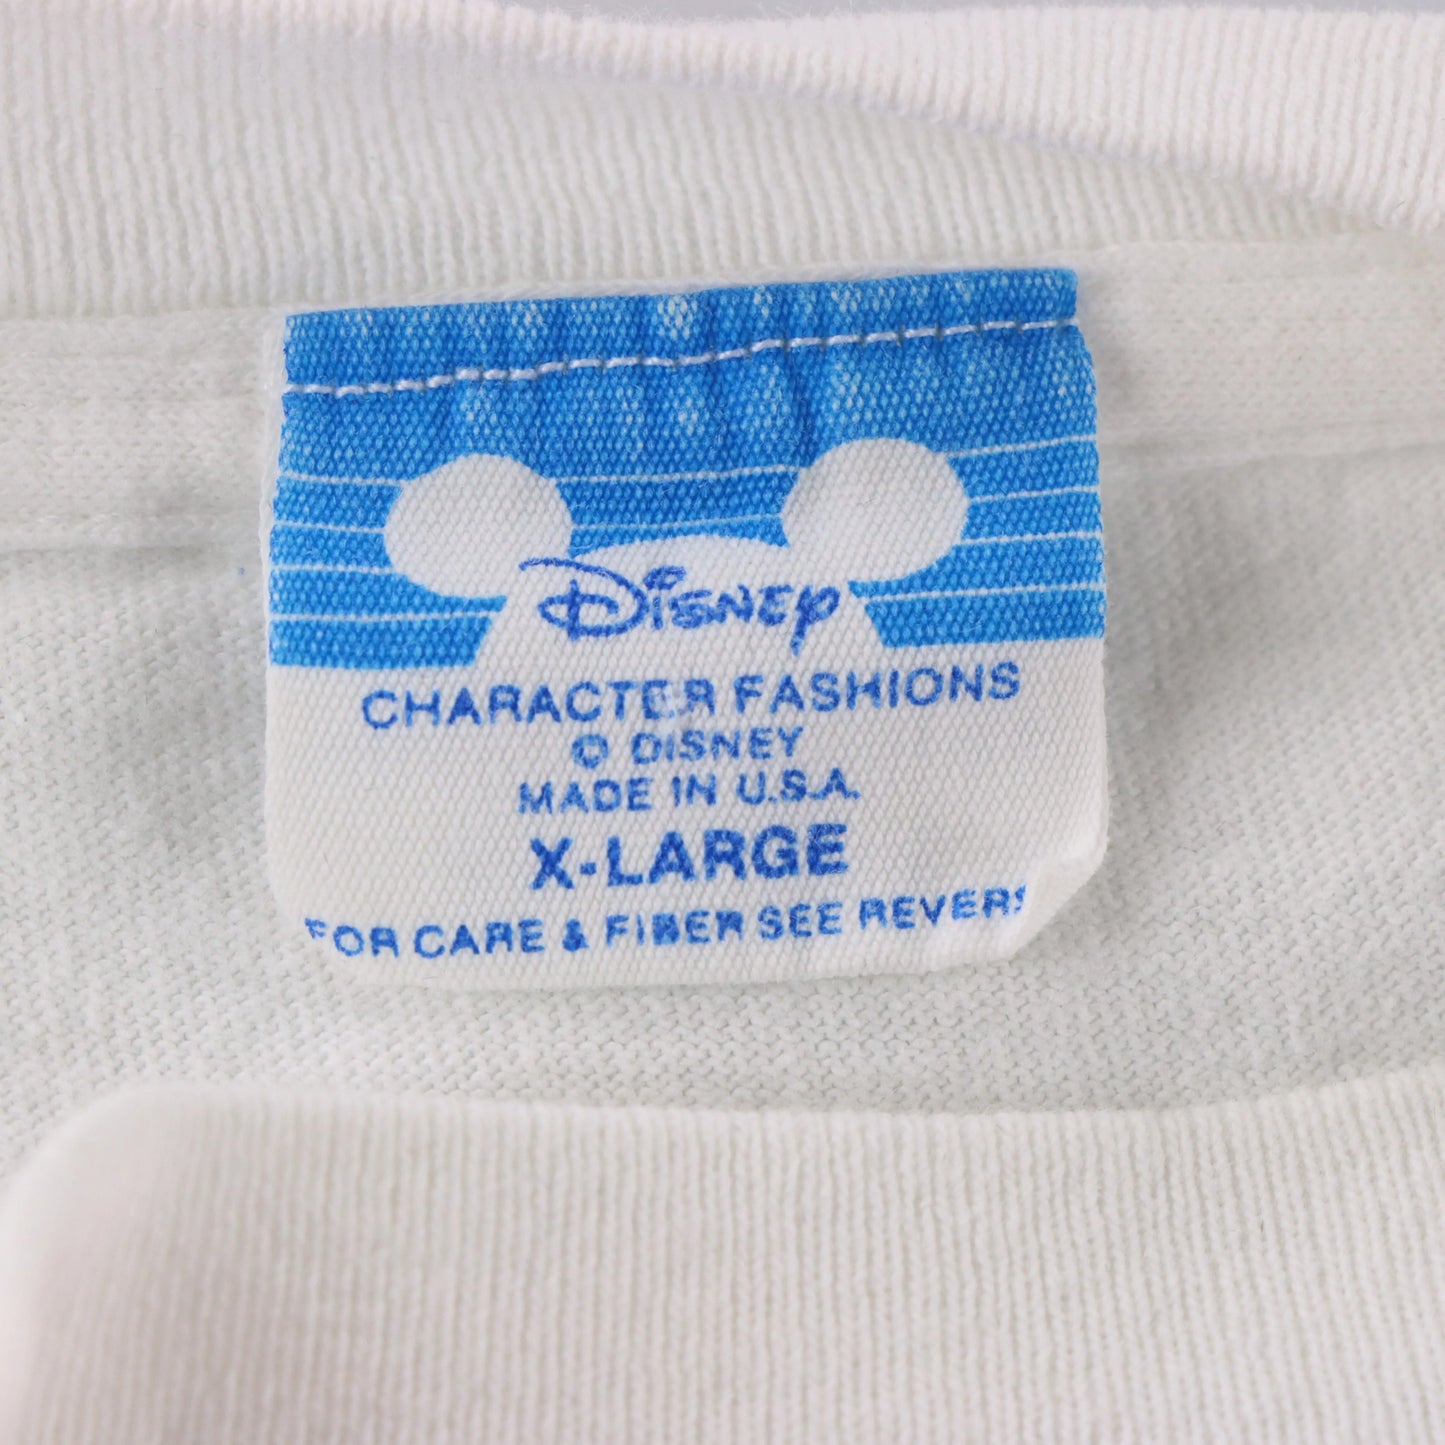 Disney
CHARACTER FASHIONS
© DISNEY
MADE IN U.S.A.
X-LARGE
FOR CARE & FIBER SEE REVERS